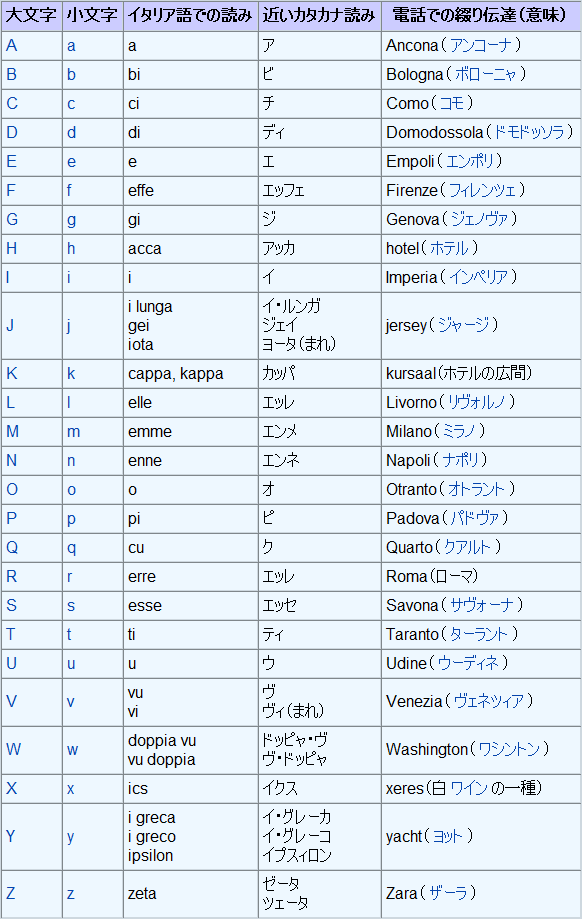 大文字 小文字 イタリア語での読み 近いカタカナ読み 電話での綴り伝達（意味）
A a a ア Ancona（アンコーナ）
B b bi ビ Bologna（ボローニャ）
C c ci チ Como（コモ）
D d di ディ Domodossola（ドモドッソラ）
E e e エ Empoli（エンポリ）
F f effe エッフェ Firenze（フィレンツェ）
G g gi ジ Genova（ジェノヴァ）
H h acca アッカ hotel（ホテル）
I i i イ Imperia（インペリア）
i lunga イ・ルンガ
J j gei ジェイ jersey（ジャージ）
iota ヨータ（まれ）
K k cappa, kappa カッパ kursaal(ホテルの広間)
L l elle エッレ Livorno（リヴォルノ）
M m emme エンメ Milano（ミラノ）
N n enne エンネ Napoli（ナポリ）
O o o オ Otranto（オトラント）
P p pi ピ Padova（パドヴァ）
Q q cu ク Quarto（クアルト）
R r erre エッレ Roma(ローマ)
S s esse エッセ Savona（サヴォーナ）
T t ti ティ Taranto（ターラント）
U u u ウ Udine（ウーディネ）
V v vu ヴ Venezia（ヴェネツィア）
vi ヴィ(まれ)
W w doppia vu ドッピャ・ヴ Washington（ワシントン）
vu doppia ヴ・ドッピャ
X x ics イクス xeres(白ワインの一種)
i greca イ・グレーカ
Y y i greco イ・グレーコ yacht（ヨット）
ipsilon イプスィロン
Z z zeta ゼータ Zara（ザーラ）
ツェータ